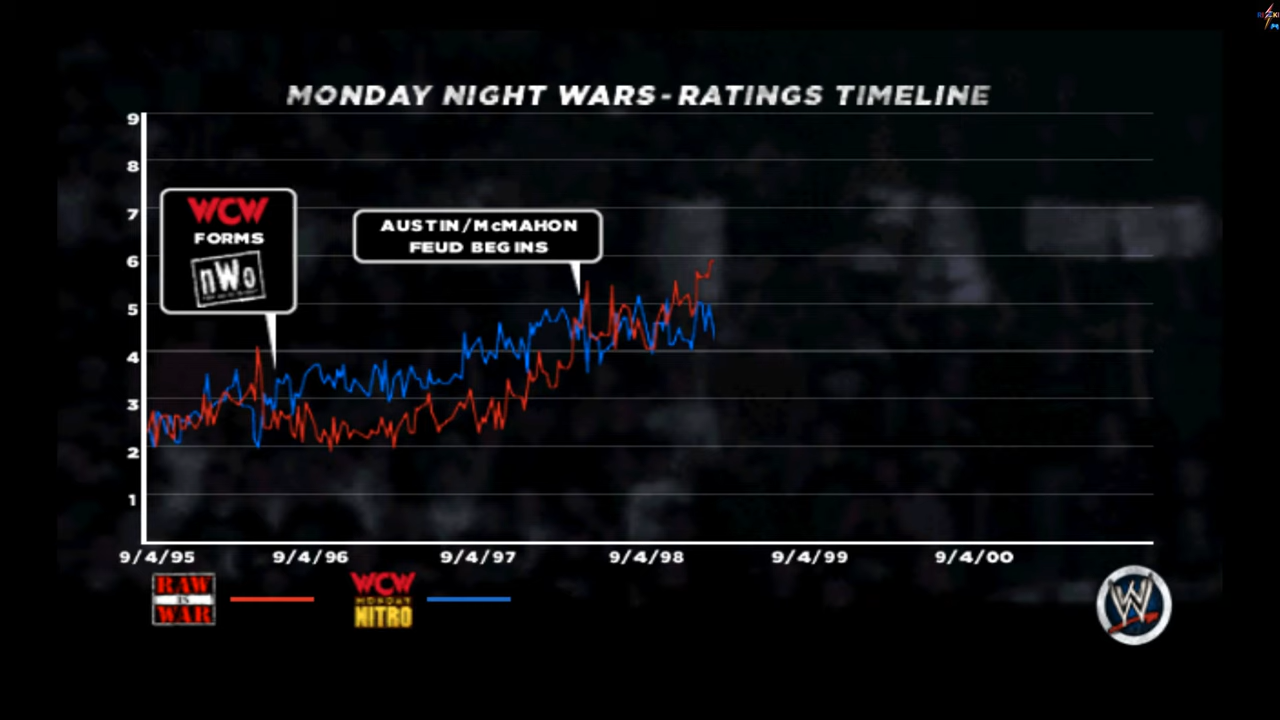 MONDAY NIGHT WARS - RATINGS TIMELINE
9
8
7
6
5
4
3
2
1
WCW
FORMS
nWo
AUSTIN/McMAHON
FEUD BEGINS
9/4/95 9/4/96 9/4/97 9/4/98 9/4/99 9/4/00
RAW
IS
WAR
WCW
MONDAY
NITRO
W